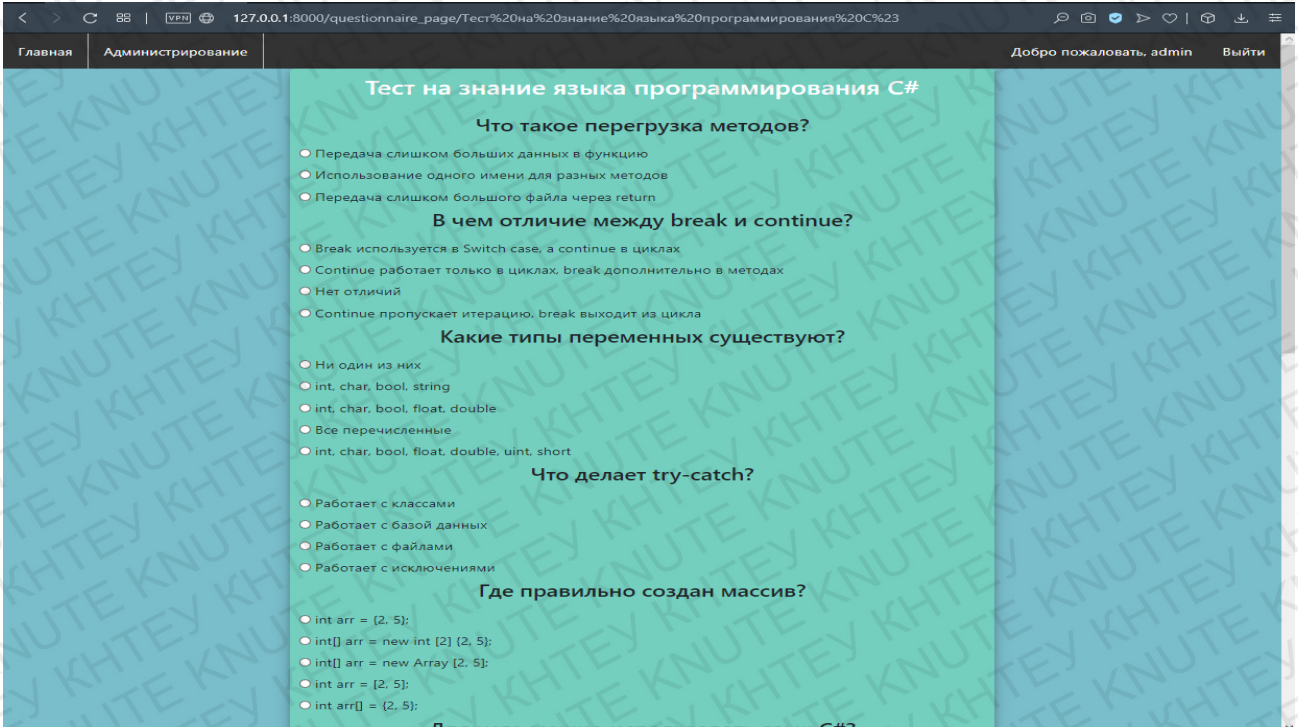 VPN 127.0.0.1:8000/questionnaire_page/Тест%20на%20знание%20языка%20программирования%20C%23
Главная Администрирование Добро пожаловать, admin Выйти
Тест на знание языка программирования C#
Что такое перегрузка методов?
Передача слишком больших данных в функцию
Использование одного имени для разных методов
Передача слишком большого файла через return
В чем отличие между break и continue?
Break используется в Switch case, а continue в циклах
Continue работает только в циклах, break дополнительно в методах
Нет отличий
Continue пропускает итерацию, break выходит из цикла
Какие типы переменных существуют?
Ни один из них
int, char, bool, string
int, char, bool, float, double
Все перечисленные
int, char, bool, float, double, uint, short
Что делает try-catch?
Работает с классами
Работает с базой данных
Работает с файлами
Работает с исключениями
Где правильно создан массив?
int arr = {2, 5};
int[] arr = new int [2] {2, 5};
int[] arr = new Array [2, 5];
int arr = [2, 5];
int arr[] = {2, 5};
C#?
KNUTE KHTEY